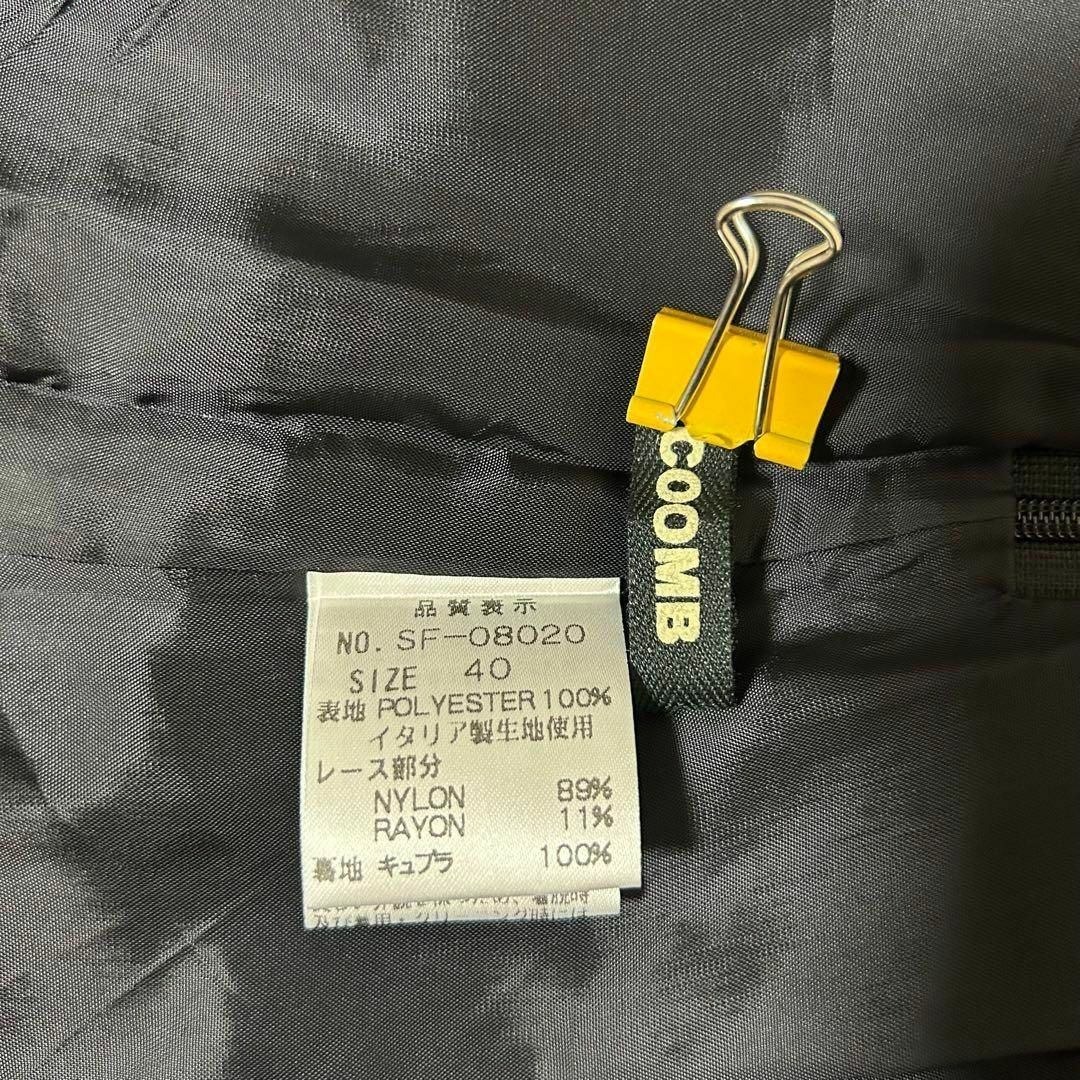 品質表示
NO. SF-08020
SIZE 40
表地 POLYESTER 100%
イタリア製生地使用
レース部分
NYLON 89%
RAYON 11%
裏地 キュプラ 100%
COOMB